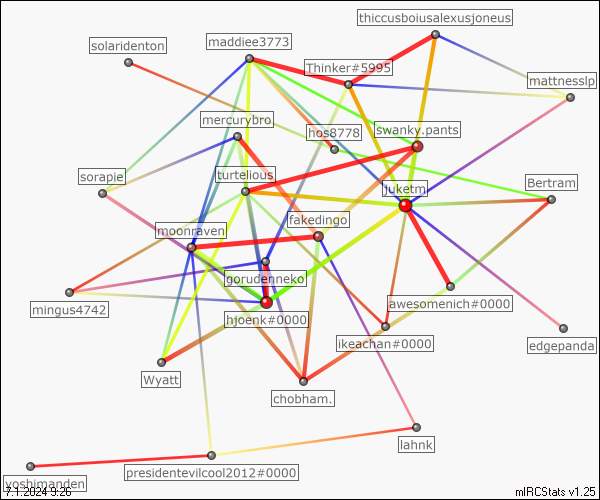 thiccusboiusalexusjoneus
solaridenton
maddiee3773
Thinker#5995
mattnesslp
mercurybro
hos8778
swanky.pants
sorapie
turtelious
juketm
Bertram
fakedingo
moonraven
gorudenneko
mingus4742
awesomenich#0000
hjoenk#0000
ikeachan#0000
edgepanda
Wyatt
chobham.
lahnk
presidentevilcool2012#0000
yoshimanden
7.1.2024 9:26
mIRCStats v1.25